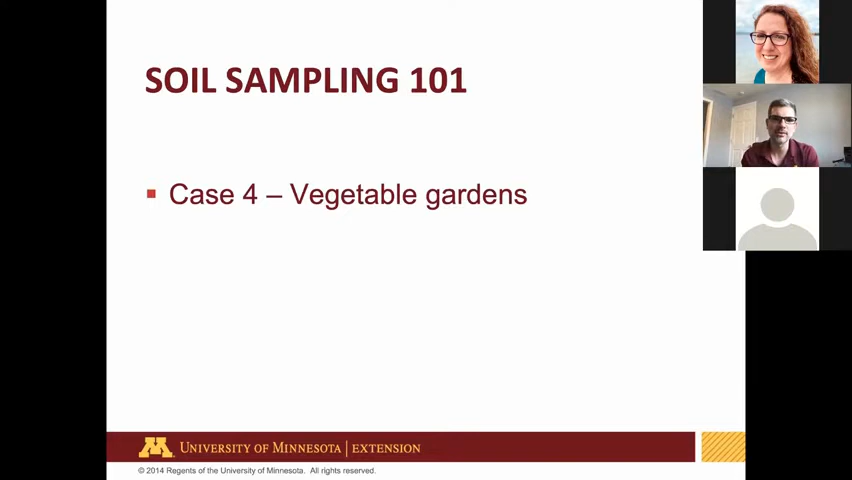 SOIL SAMPLING 101
Case 4 – Vegetable gardens
UNIVERSITY OF MINNESOTA | EXTENSION
© 2014 Regents of the University of Minnesota. All rights reserved.